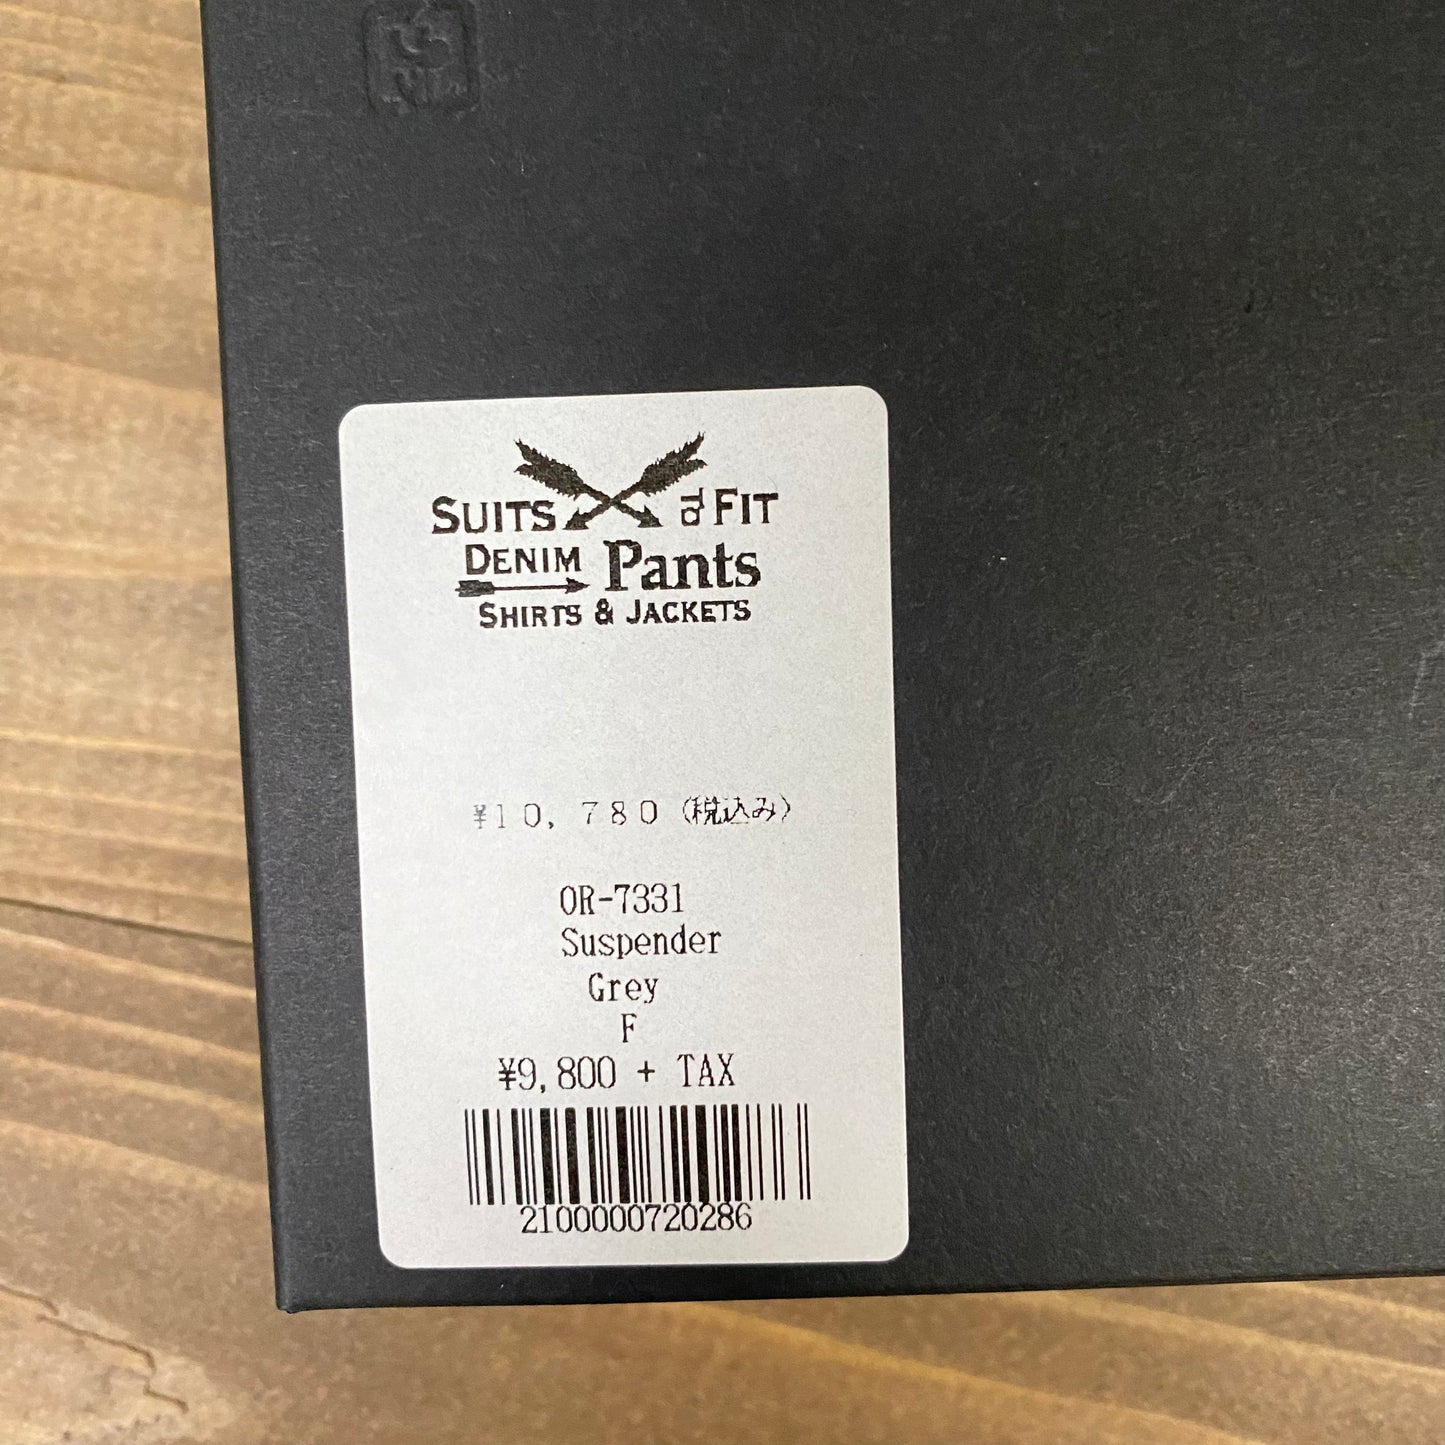 SUITS to FIT
DENIM Pants
SHIRTS & JACKETS
¥10,780(税込み)
OR-7331
Suspender
Grey
F
¥9,800 + TAX
2100000720286